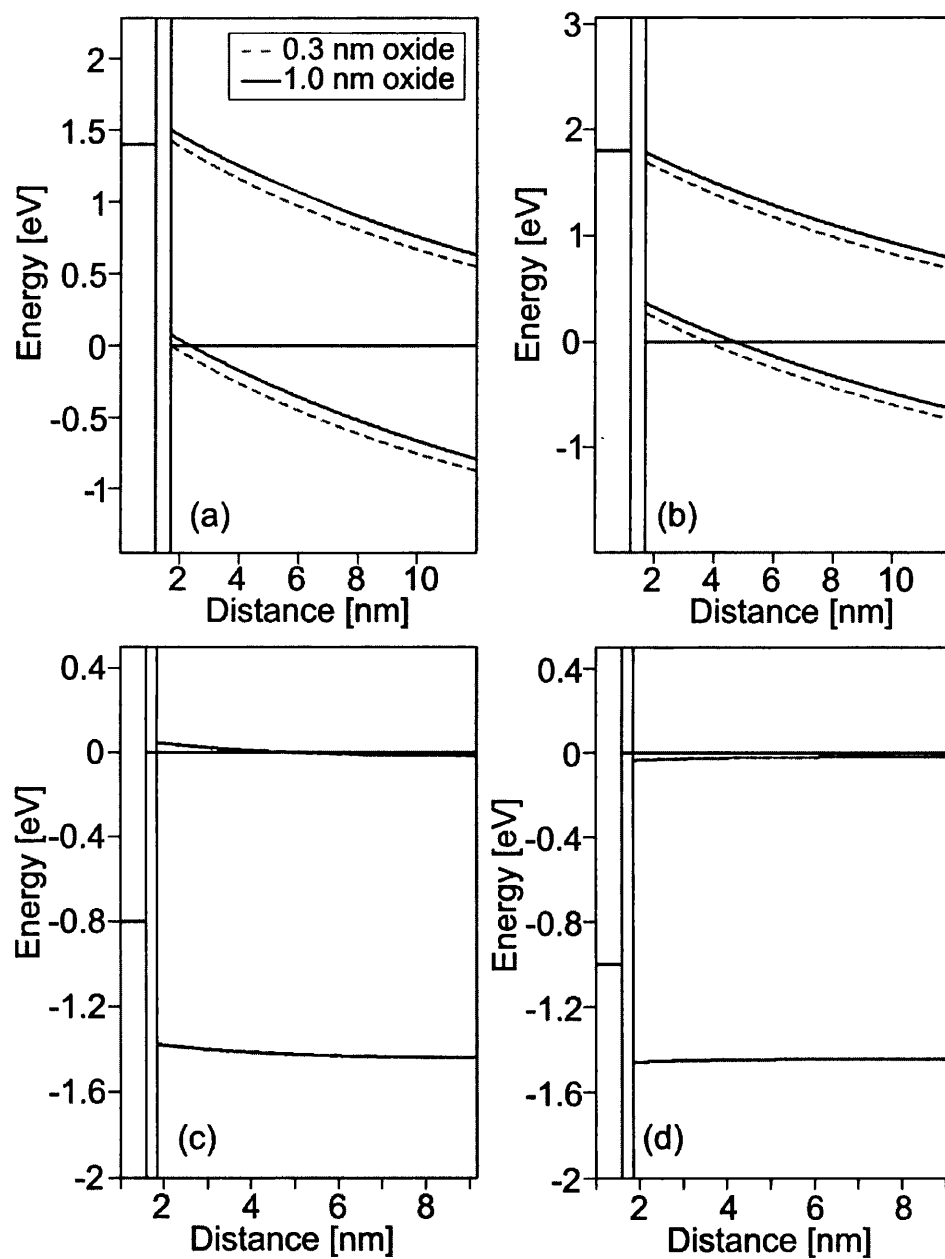 2
1.5
1
0.5
0
-0.5
-1
Energy [eV]
0.3 nm oxide
1.0 nm oxide
(a)
2 4 6 8 10
Distance [nm]
3
2
1
0
-1
Energy [eV]
(b)
2 4 6 8 10
Distance [nm]
0.4
0
-0.4
-0.8
-1.2
-1.6
-2
Energy [eV]
(c)
2 4 6 8
Distance [nm]
0.4
0
-0.4
-0.8
-1.2
-1.6
-2
Energy [eV]
(d)
2 4 6 8
Distance [nm]